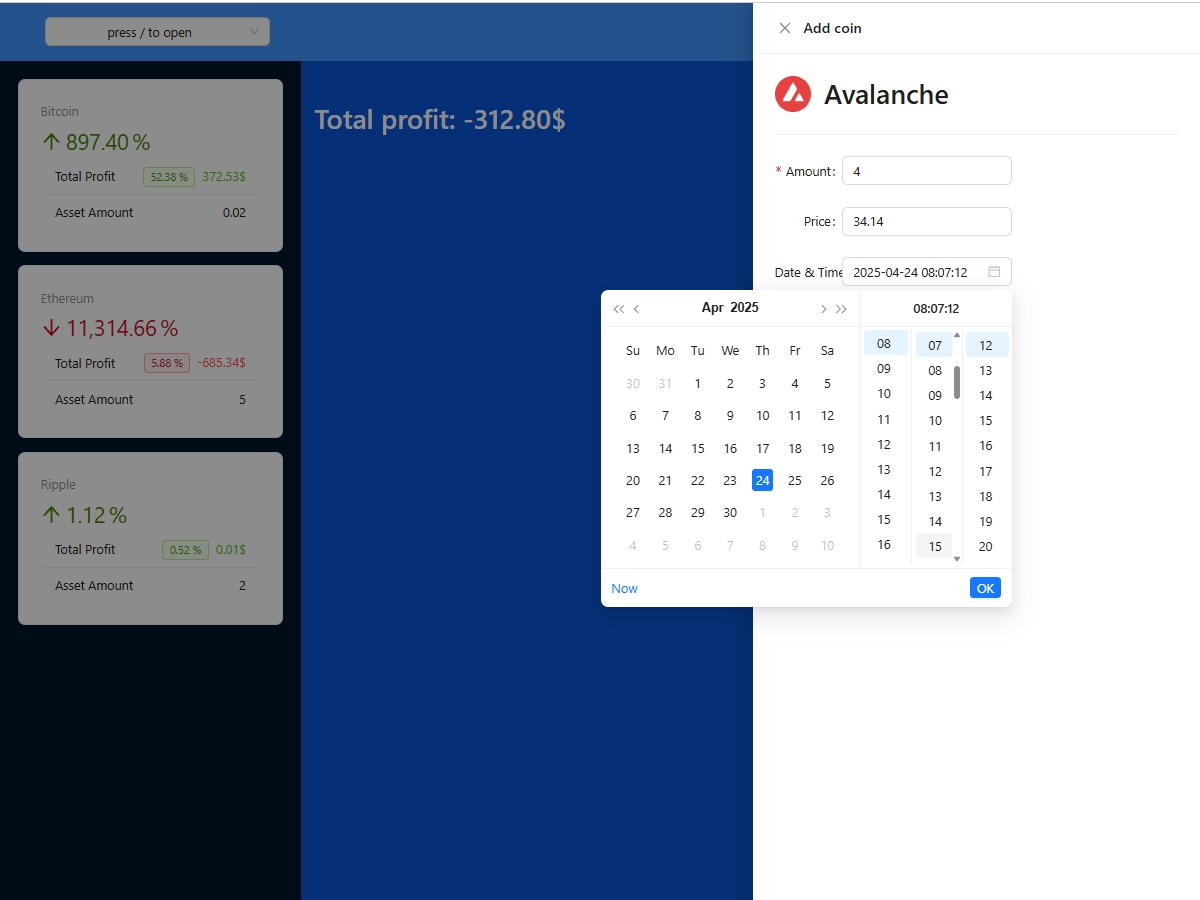 press / to open
Add coin
Avalanche
Total profit: -312.80$
Bitcoin
897.40 %
Total Profit 52.38 % 372.53$
Asset Amount 0.02
Ethereum
11,314.66 %
Total Profit 5.88 % -685.34$
Asset Amount 5
Ripple
1.12 %
Total Profit 0.52 % 0.01$
Asset Amount 2
* Amount: 4
Price: 34.14
Date & Time 2025-04-24 08:07:12
Apr 2025
Su Mo Tu We Th Fr Sa
30 31 1 2 3 4 5
6 7 8 9 10 11 12
13 14 15 16 17 18 19
20 21 22 23 24 25 26
27 28 29 30 1 2 3
4 5 6 7 8 9 10
08:07:12
08 07 12
09 08 13
10 09 14
11 10 15
12 11 16
13 12 17
14 13 18
15 14 19
16 15 20
Now
OK